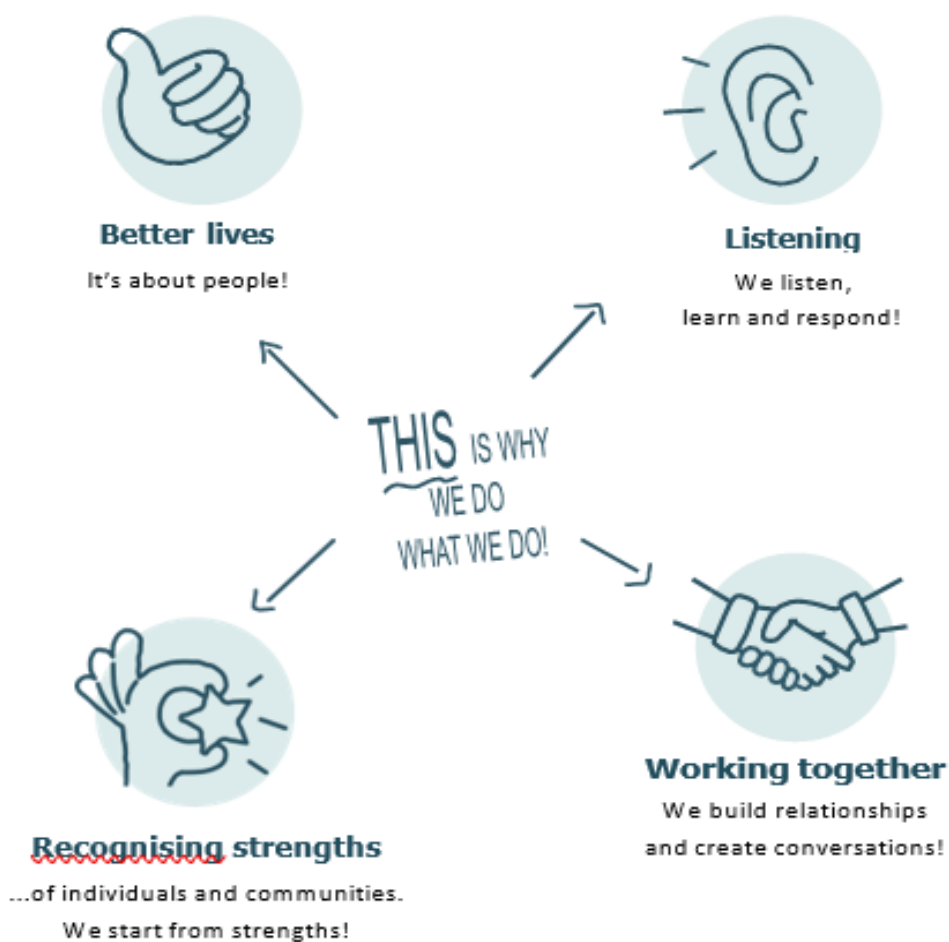 Better lives
It's about people!
Listening
We listen,
learn and respond!
THIS IS WHY
WE DO
WHAT WE DO!
Recognising strengths
...of individuals and communities.
We start from strengths!
Working together
We build relationships
and create conversations!